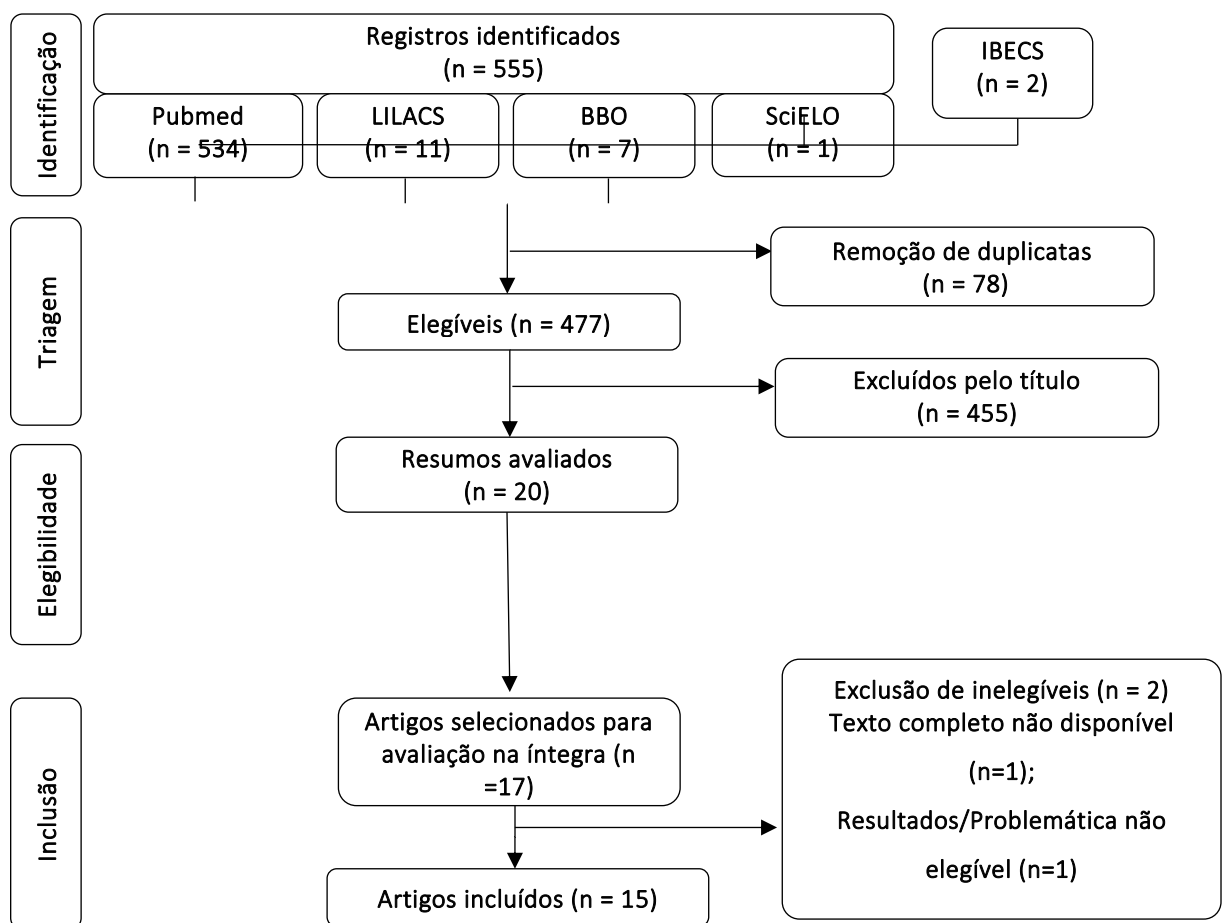 Identificação
Registros identificados
(n = 555)
IBECS
(n = 2)
Pubmed
(n = 534)
LILACS
(n = 11)
BBO
(n = 7)
SciELO
(n = 1)
Triagem
Remoção de duplicatas
(n = 78)
Elegíveis (n = 477)
Excluídos pelo título
(n = 455)
Elegibilidade
Resumos avaliados
(n = 20)
Inclusão
Artigos selecionados para
avaliação na íntegra (n
=17)
Exclusão de inelegíveis (n = 2)
Texto completo não disponível
(n=1);
Resultados/Problemática não
elegível (n=1)
Artigos incluídos (n = 15)